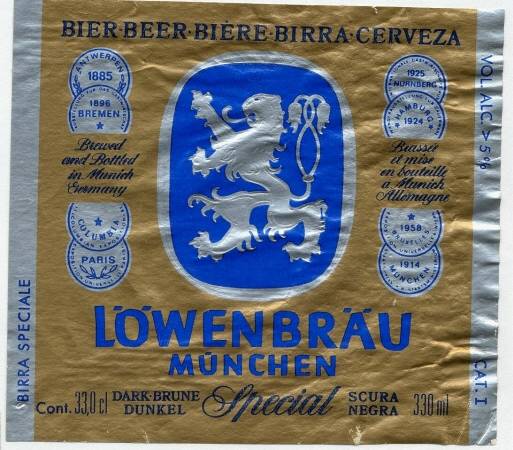 BIER·BEER·BIÈRE·BIRRA·CERVEZA
ANTWERPEN
1885
1896
BREMEN
Brewed
and Bottled
in Munich
Germany
COLUMBIA
PARIS
1925
NÜRNBERG
HAMBURG
1924
Brassée
et mise
en bouteille
a Munich
Allemagne
1958
BRUXELLES
1914
MÜNCHEN
VOL. ALC. > 5%
CAT. I
BIRRA SPECIALE
LÖWENBRÄU
MÜNCHEN
Cont. 33,0 cl DARK·BRUNE DUNKEL Special SCURA NEGRA 330 ml